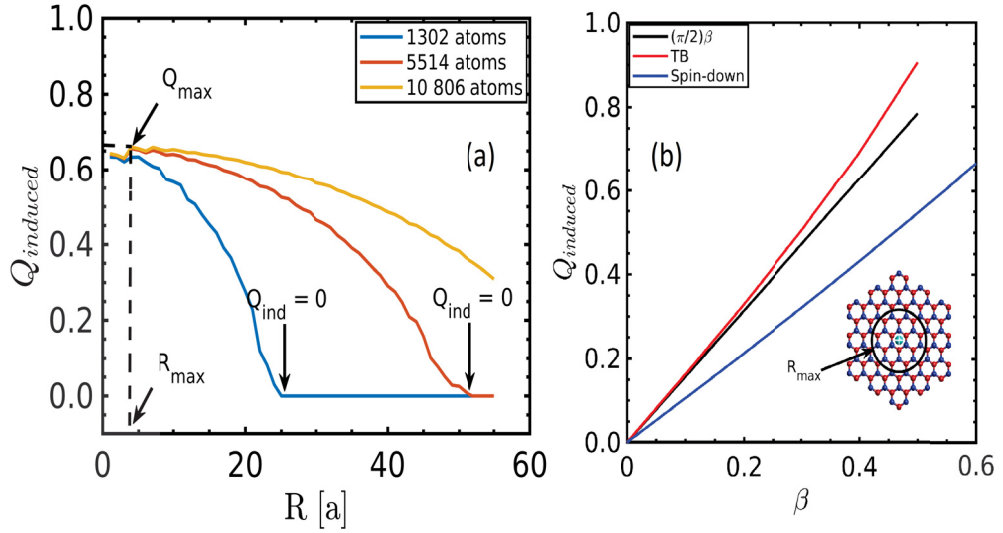 1302 atoms
5514 atoms
10 806 atoms
Q_max
(a)
Q_ind = 0
Q_ind = 0
R_max
Q_induced
1.0
0.8
0.6
0.4
0.2
0.0
0
20
40
60
R [a]
(π/2)β
TB
Spin-down
(b)
R_max
Q_induced
1.0
0.8
0.6
0.4
0.2
0.0
0
0.2
0.4
0.6
β